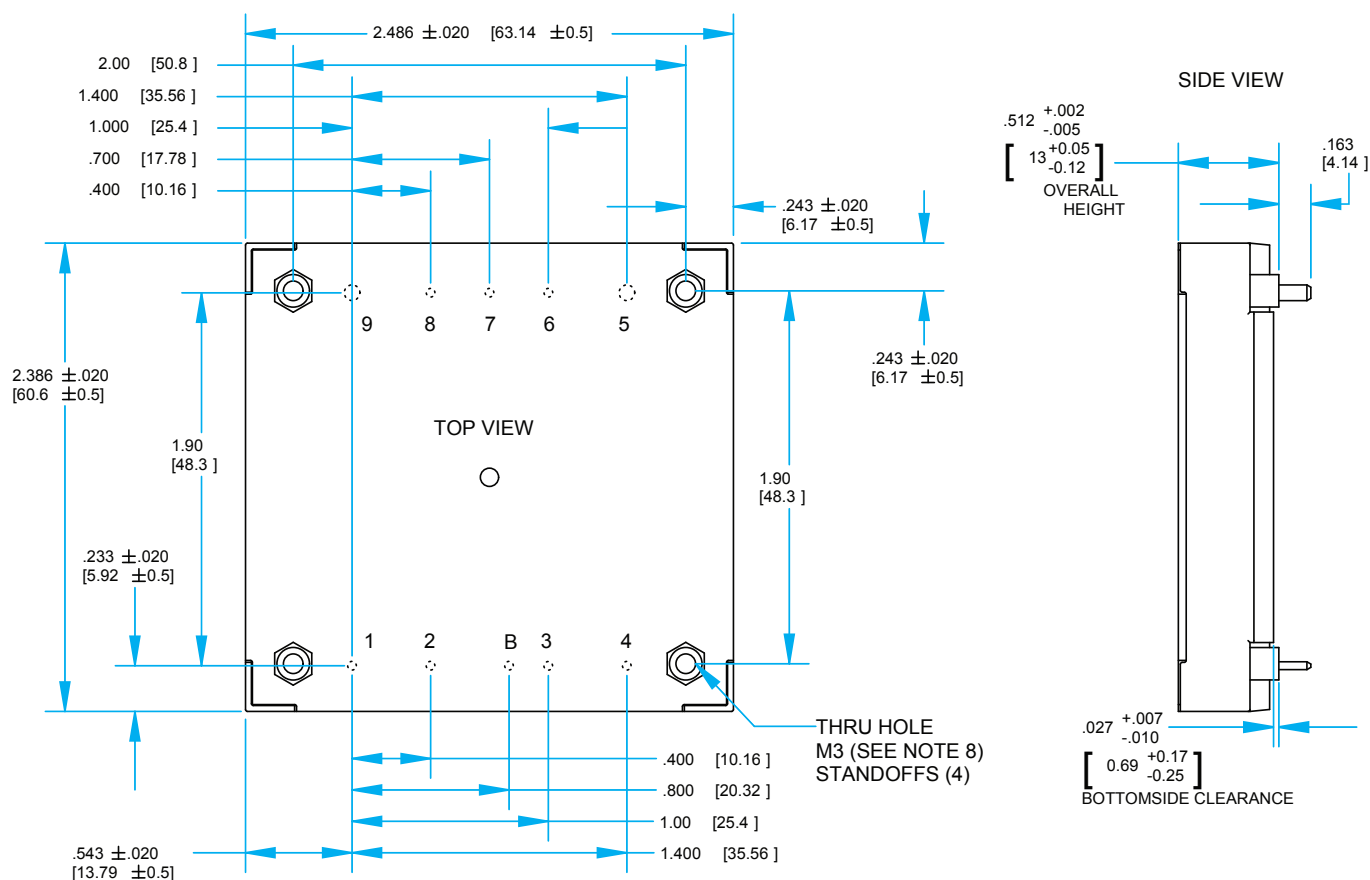 2.486 ±.020 [63.14 ±0.5]
2.00 [50.8 ]
1.400 [35.56 ]
1.000 [25.4 ]
.700 [17.78 ]
.400 [10.16 ]
.243 ±.020
[6.17 ±0.5]
SIDE VIEW
.512 +.002
-.005
[ 13 +0.05
-0.12 ]
OVERALL
HEIGHT
.163
[4.14 ]
9 8 7 6 5
2.386 ±.020
[60.6 ±0.5]
.243 ±.020
[6.17 ±0.5]
TOP VIEW
1.90
[48.3 ]
1.90
[48.3 ]
.233 ±.020
[5.92 ±0.5]
1 2 B 3 4
THRU HOLE
M3 (SEE NOTE 8)
STANDOFFS (4)
.027 +.007
-.010
[ 0.69 +0.17
-0.25 ]
BOTTOMSIDE CLEARANCE
.400 [10.16 ]
.800 [20.32 ]
1.00 [25.4 ]
1.400 [35.56 ]
.543 ±.020
[13.79 ±0.5]